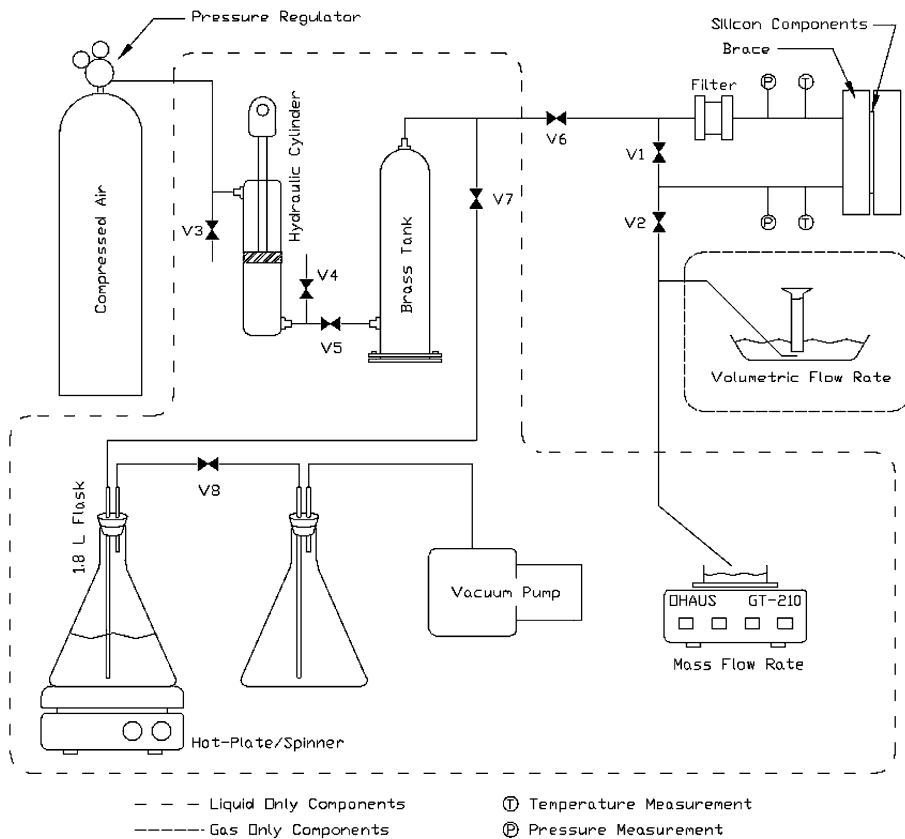 Pressure Regulator
Silicon Components
Brace
Filter
P
T
Compressed Air
Hydraulic Cylinder
Brass Tank
V6
V1
V7
V3
V2
P
T
V4
V5
Volumetric Flow Rate
V8
1.8 L Flask
Vacuum Pump
OHAUS GT-210
Mass Flow Rate
Hot-Plate/Spinner
Liquid Only Components
T Temperature Measurement
Gas Only Components
P Pressure Measurement